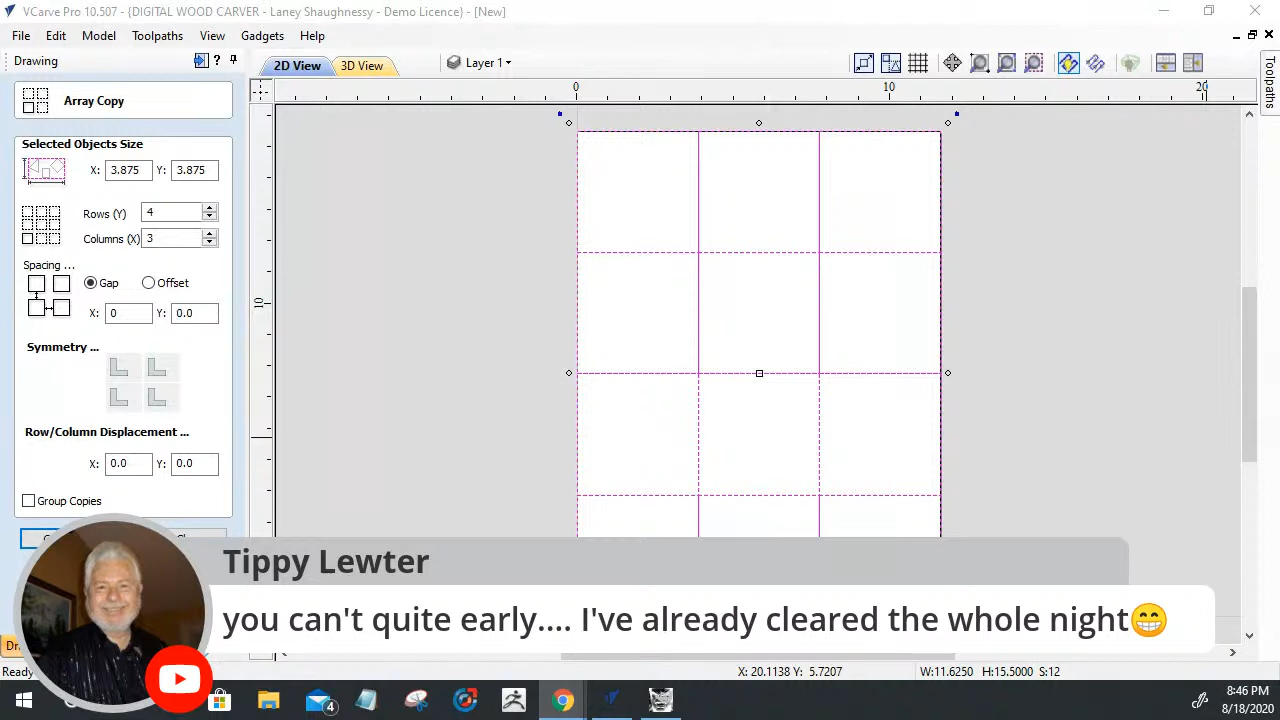 VCarve Pro 10.507 - {DIGITAL WOOD CARVER - Laney Shaughnessy - Demo Licence} - [New]
File Edit Model Toolpaths View Gadgets Help
Drawing
2D View 3D View Layer 1
Toolpaths
Array Copy
0 10 20
Selected Objects Size
X: 3.875 Y: 3.875
Rows (Y) 4
Columns (X) 3
Spacing ...
Gap Offset
X: 0 Y: 0.0
10
Symmetry ...
Row/Column Displacement ...
X: 0.0 Y: 0.0
Group Copies
Tippy Lewter
you can't quite early.... I've already cleared the whole night😁
X: 20.1138 Y: 5.7207 W:11.6250 H:15.5000 S:12
4
8:46 PM
8/18/2020